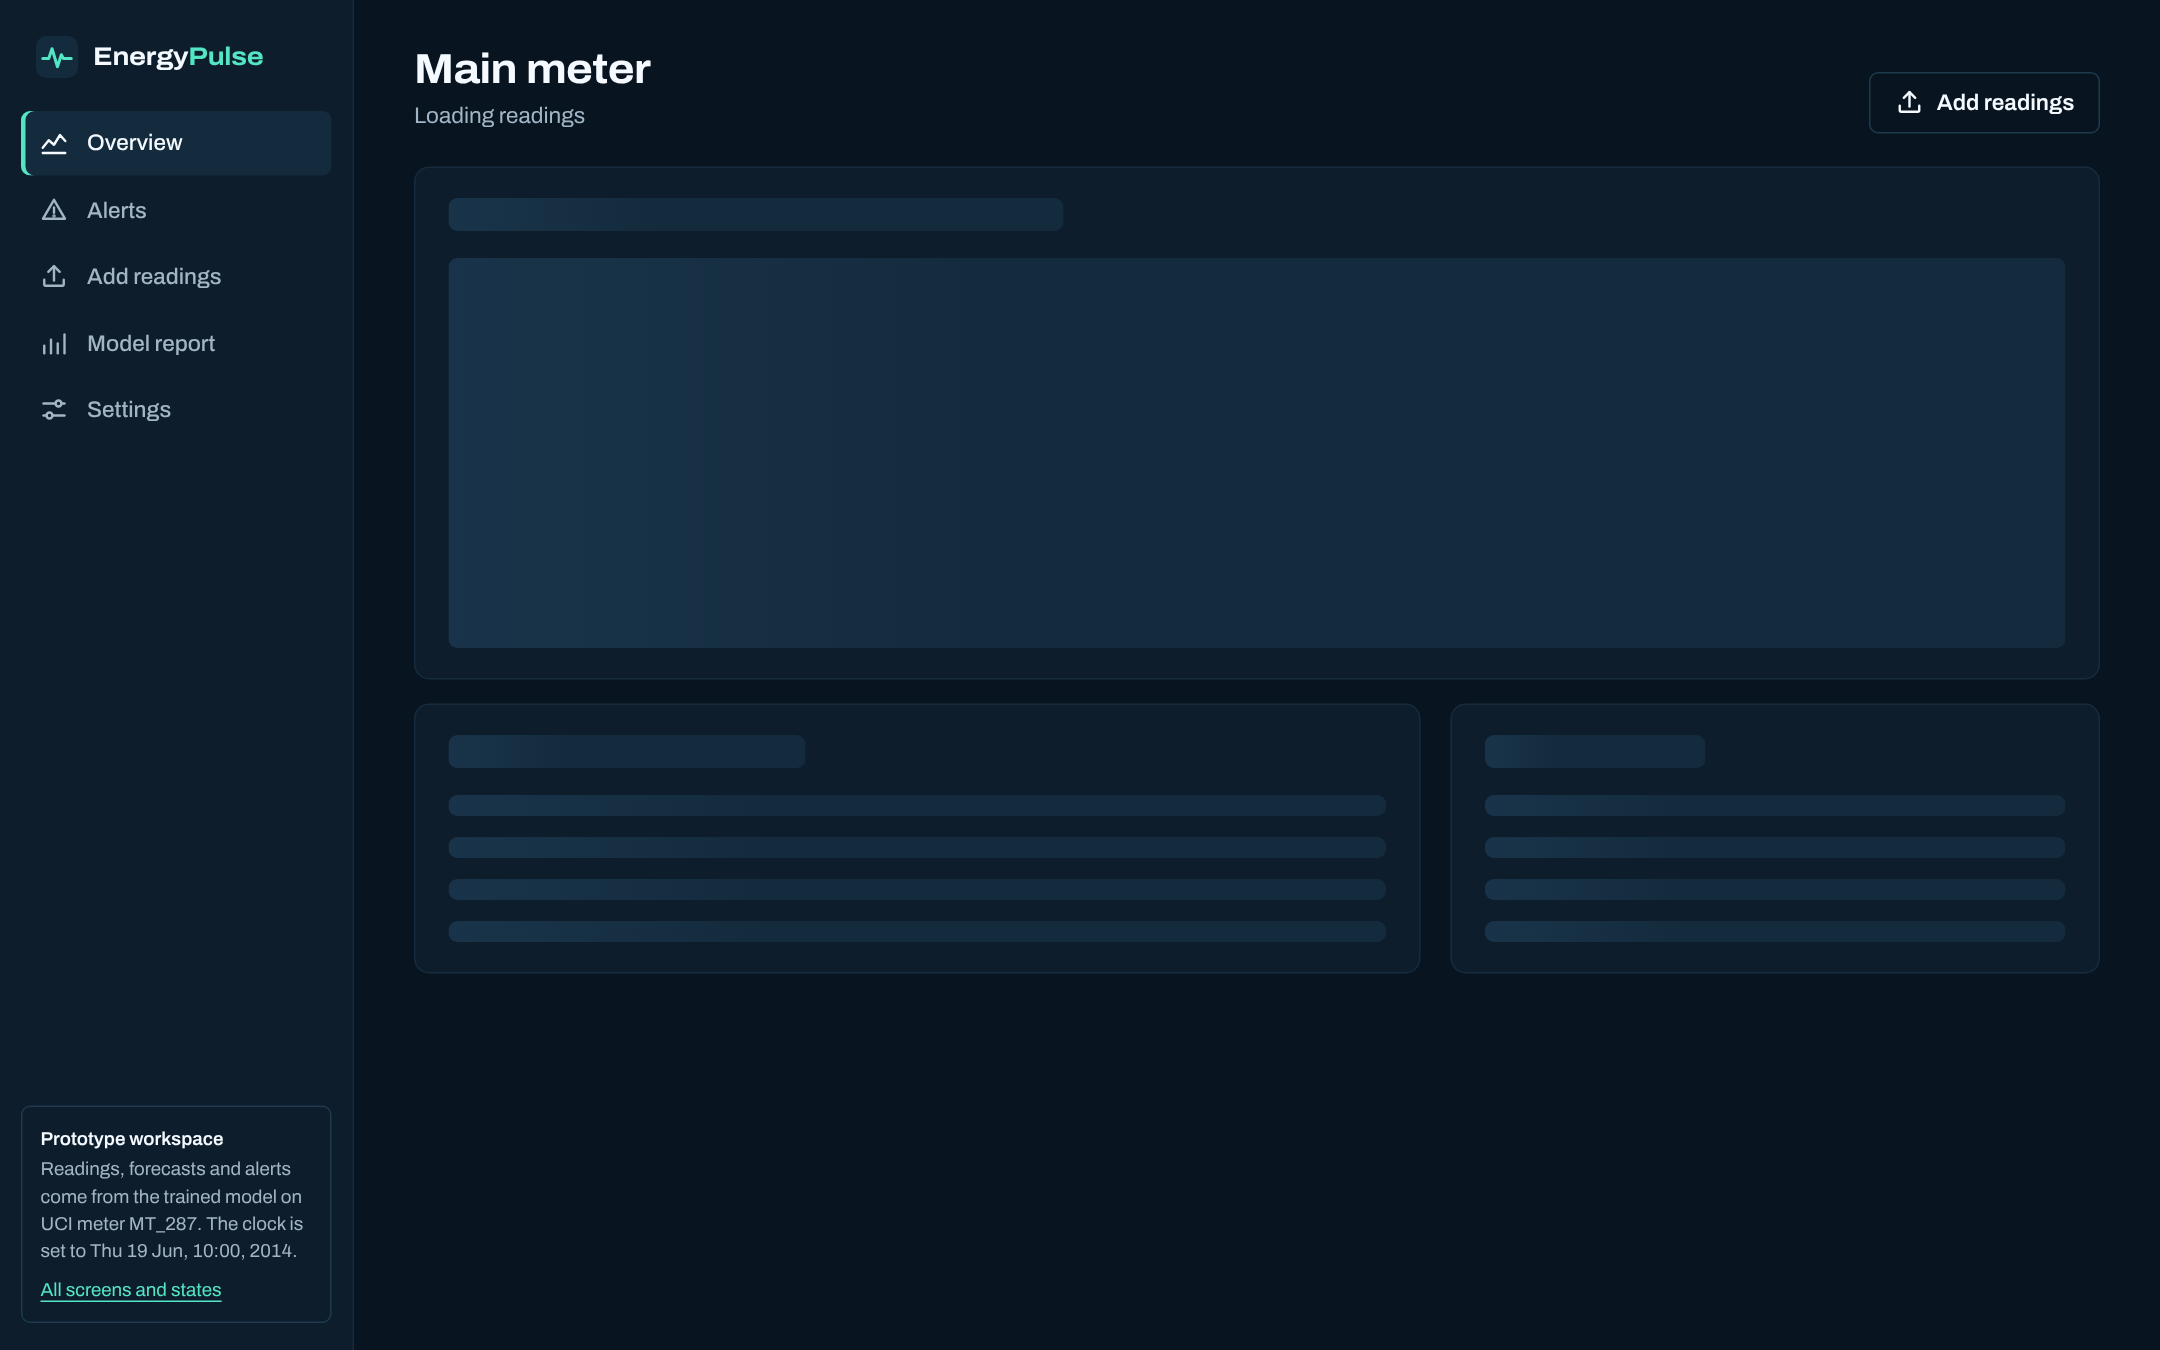 EnergyPulse
Overview
Alerts
Add readings
Model report
Settings
Prototype workspace
Readings, forecasts and alerts
come from the trained model on
UCI meter MT_287. The clock is
set to Thu 19 Jun, 10:00, 2014.
All screens and states
Main meter
Loading readings
Add readings